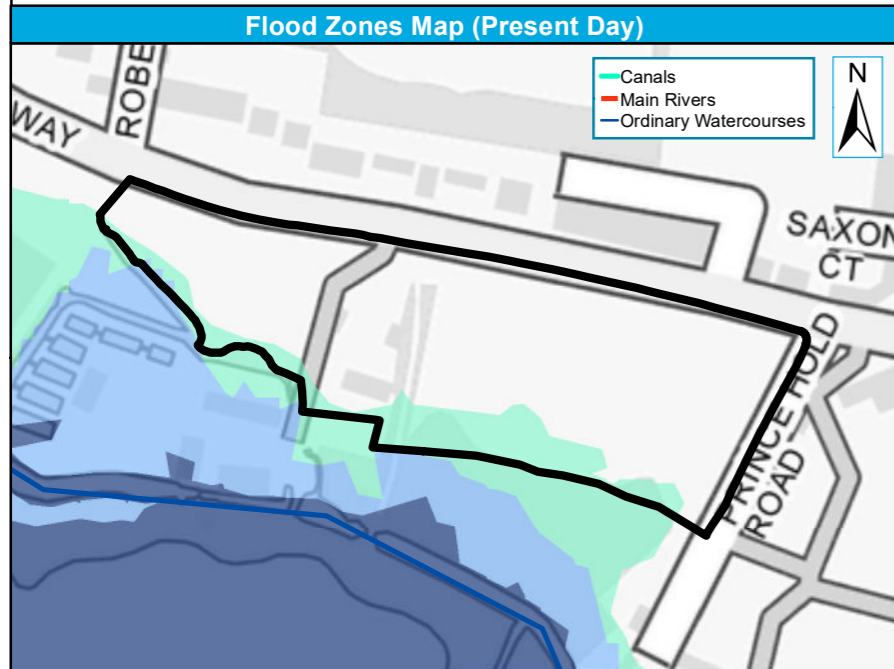 Flood Zones Map (Present Day)
Canals
Main Rivers
Ordinary Watercourses
N
WAY
ROBE
SAXON
CT
PRINCE HOLD
ROAD